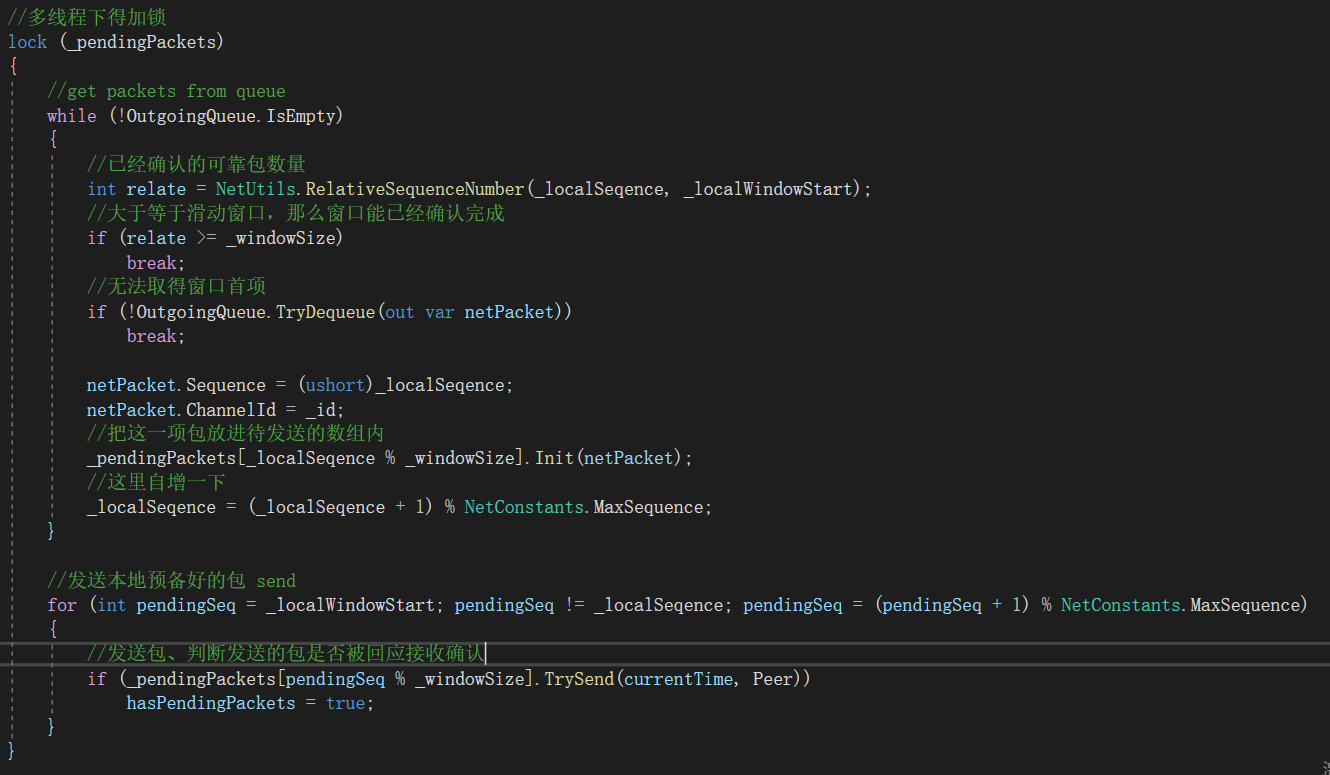 //多线程下得加锁
lock (_pendingPackets)
{
//get packets from queue
while (!OutgoingQueue.IsEmpty)
{
//已经确认的可靠包数量
int relate = NetUtils.RelativeSequenceNumber(_localSeqence, _localWindowStart);
//大于等于滑动窗口，那么窗口能已经确认完成
if (relate >= _windowSize)
break;
//无法取得窗口首项
if (!OutgoingQueue.TryDequeue(out var netPacket))
break;
netPacket.Sequence = (ushort)_localSeqence;
netPacket.ChannelId = _id;
//把这一项包放进待发送的数组内
_pendingPackets[_localSeqence % _windowSize].Init(netPacket);
//这里自增一下
_localSeqence = (_localSeqence + 1) % NetConstants.MaxSequence;
}
//发送本地预备好的包 send
for (int pendingSeq = _localWindowStart; pendingSeq != _localSeqence; pendingSeq = (pendingSeq + 1) % NetConstants.MaxSequence)
{
//发送包、判断发送的包是否被回应接收确认
if (_pendingPackets[pendingSeq % _windowSize].TrySend(currentTime, Peer))
hasPendingPackets = true;
}
}